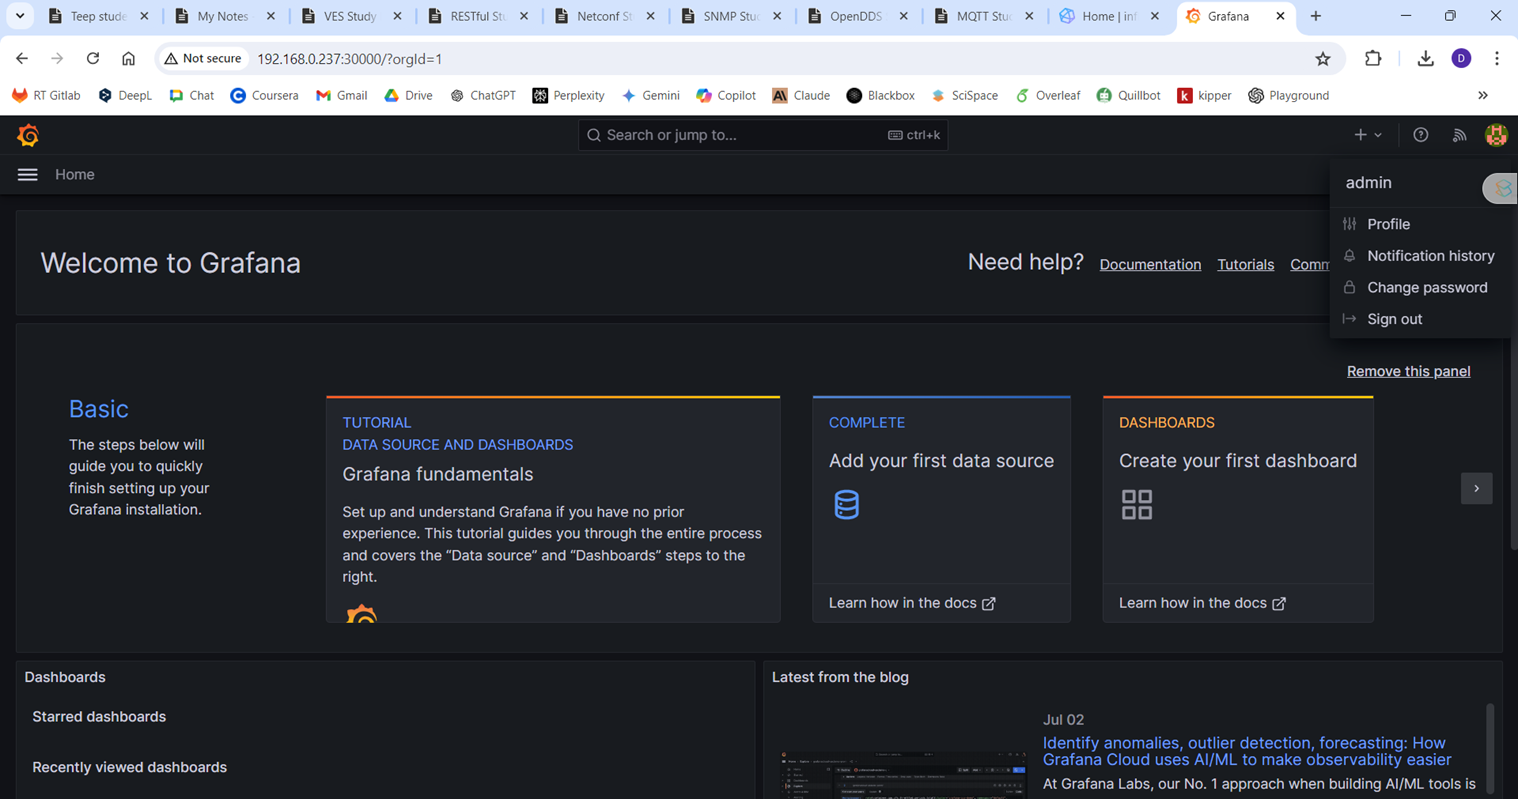 Teep stude
My Notes
VES Study
RESTful Stu
Netconf St
SNMP Stud
OpenDDS
MQTT Stud
Home | inf
Grafana
Not secure
192.168.0.237:30000/?orgId=1
D
RT Gitlab
DeepL
Chat
Coursera
Gmail
Drive
ChatGPT
Perplexity
Gemini
Copilot
Claude
Blackbox
SciSpace
Overleaf
Quillbot
kipper
Playground
Search or jump to...
ctrl+k
Home
admin
Profile
Notification history
Change password
Sign out
Welcome to Grafana
Need help?
Documentation
Tutorials
Comm
Remove this panel
Basic
The steps below will
guide you to quickly
finish setting up your
Grafana installation.
TUTORIAL
DATA SOURCE AND DASHBOARDS
Grafana fundamentals
Set up and understand Grafana if you have no prior
experience. This tutorial guides you through the entire process
and covers the “Data source” and “Dashboards” steps to the
right.
COMPLETE
Add your first data source
Learn how in the docs
DASHBOARDS
Create your first dashboard
Learn how in the docs
Dashboards
Starred dashboards
Recently viewed dashboards
Latest from the blog
Jul 02
Identify anomalies, outlier detection, forecasting: How
Grafana Cloud uses AI/ML to make observability easier
At Grafana Labs, our No. 1 approach when building AI/ML tools is